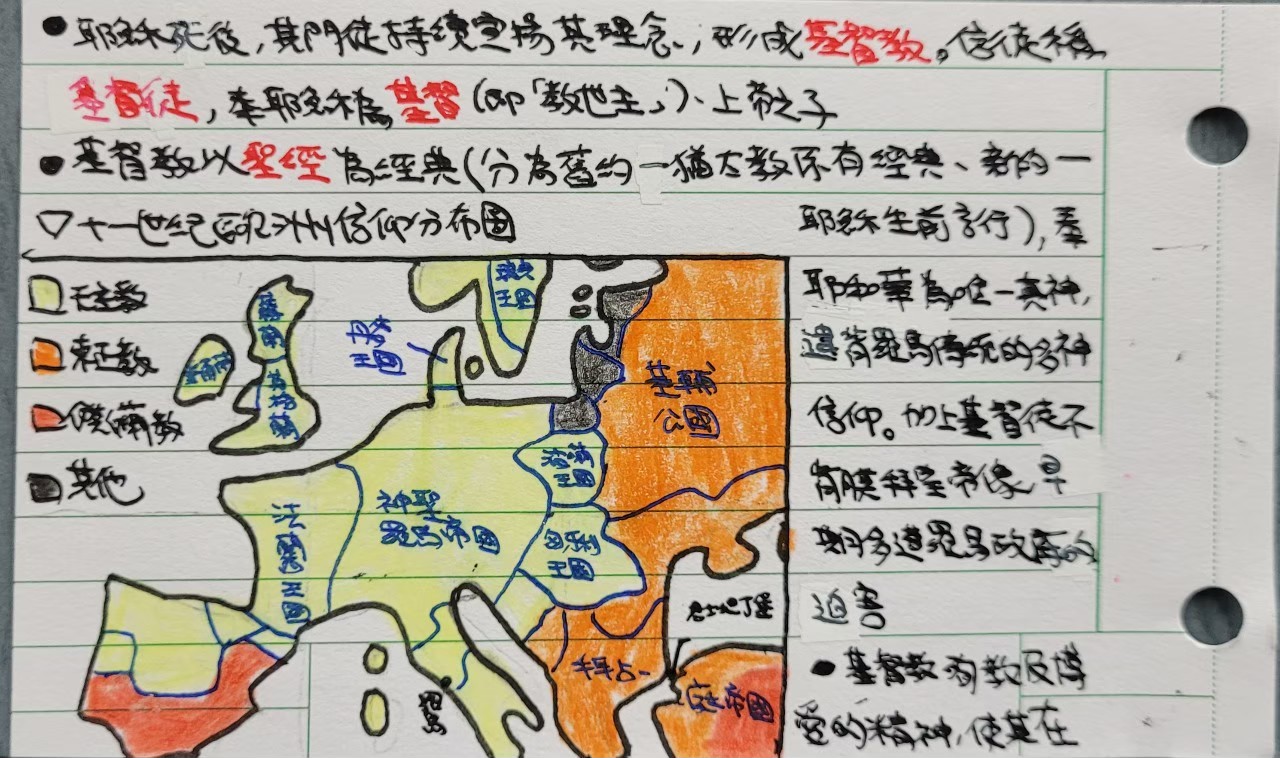 ●耶穌死後,其門徒持續宣揚其理念,形成基督教。信徒稱
基督徒,奉耶穌為基督(即「救世主」)、上帝之子
●基督教以聖經為經典(分為舊約一猶太教原有經典、新約一
▽十一世紀歐洲信仰分布圖
耶穌生前言行),奉
耶和華為唯一真神,
違背羅馬傳統的多神
信仰。加上基督徒不
肯膜拜皇帝像,早
期多遭羅馬政府的
迫害
●基督教有教及博
愛的精神,使其在
天主教
東正教
伊斯蘭教
其他
瑞典王國
丹麥王國
蘇格蘭
愛爾蘭
英格蘭
基輔公國
波蘭王國
神聖羅馬帝國
法蘭西王國
匈牙利王國
君士坦丁堡
拜占庭帝國
羅馬